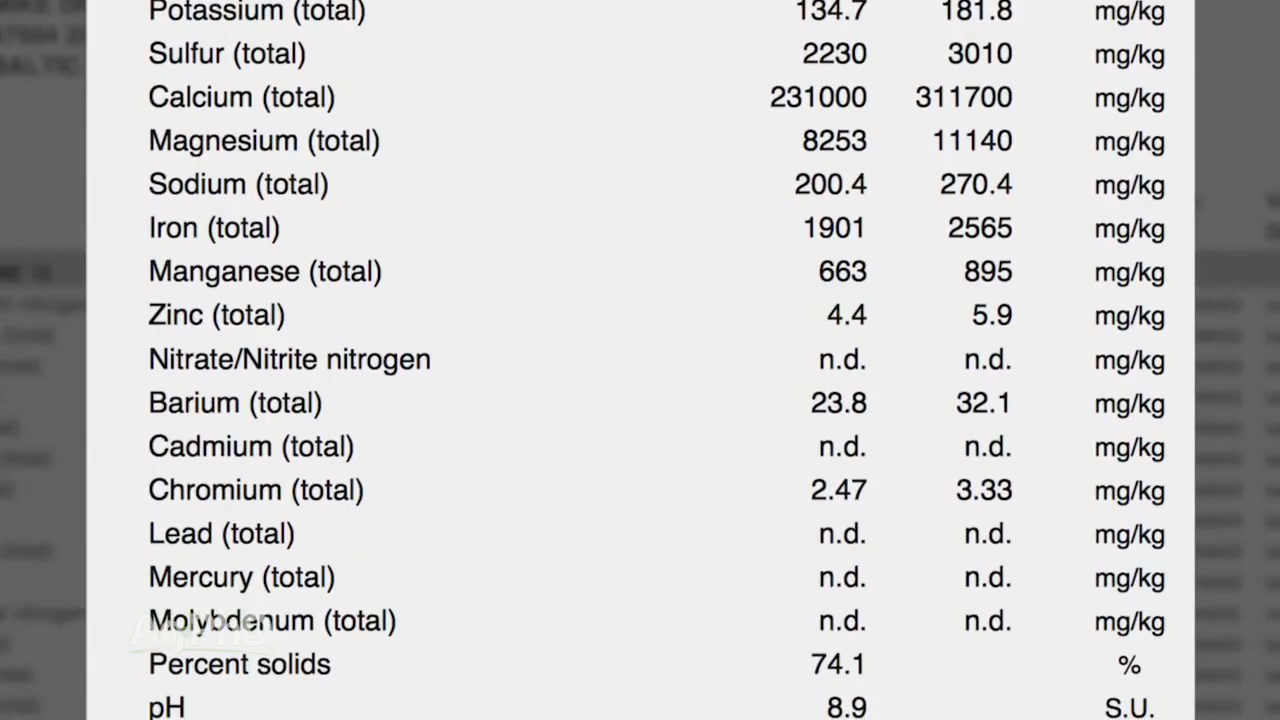 Potassium (total) 134.7 181.8 mg/kg
Sulfur (total) 2230 3010 mg/kg
Calcium (total) 231000 311700 mg/kg
Magnesium (total) 8253 11140 mg/kg
Sodium (total) 200.4 270.4 mg/kg
Iron (total) 1901 2565 mg/kg
Manganese (total) 663 895 mg/kg
Zinc (total) 4.4 5.9 mg/kg
Nitrate/Nitrite nitrogen n.d. n.d. mg/kg
Barium (total) 23.8 32.1 mg/kg
Cadmium (total) n.d. n.d. mg/kg
Chromium (total) 2.47 3.33 mg/kg
Lead (total) n.d. n.d. mg/kg
Mercury (total) n.d. n.d. mg/kg
Molybdenum (total) n.d. n.d. mg/kg
Percent solids 74.1 %
pH 8.9 S.U.